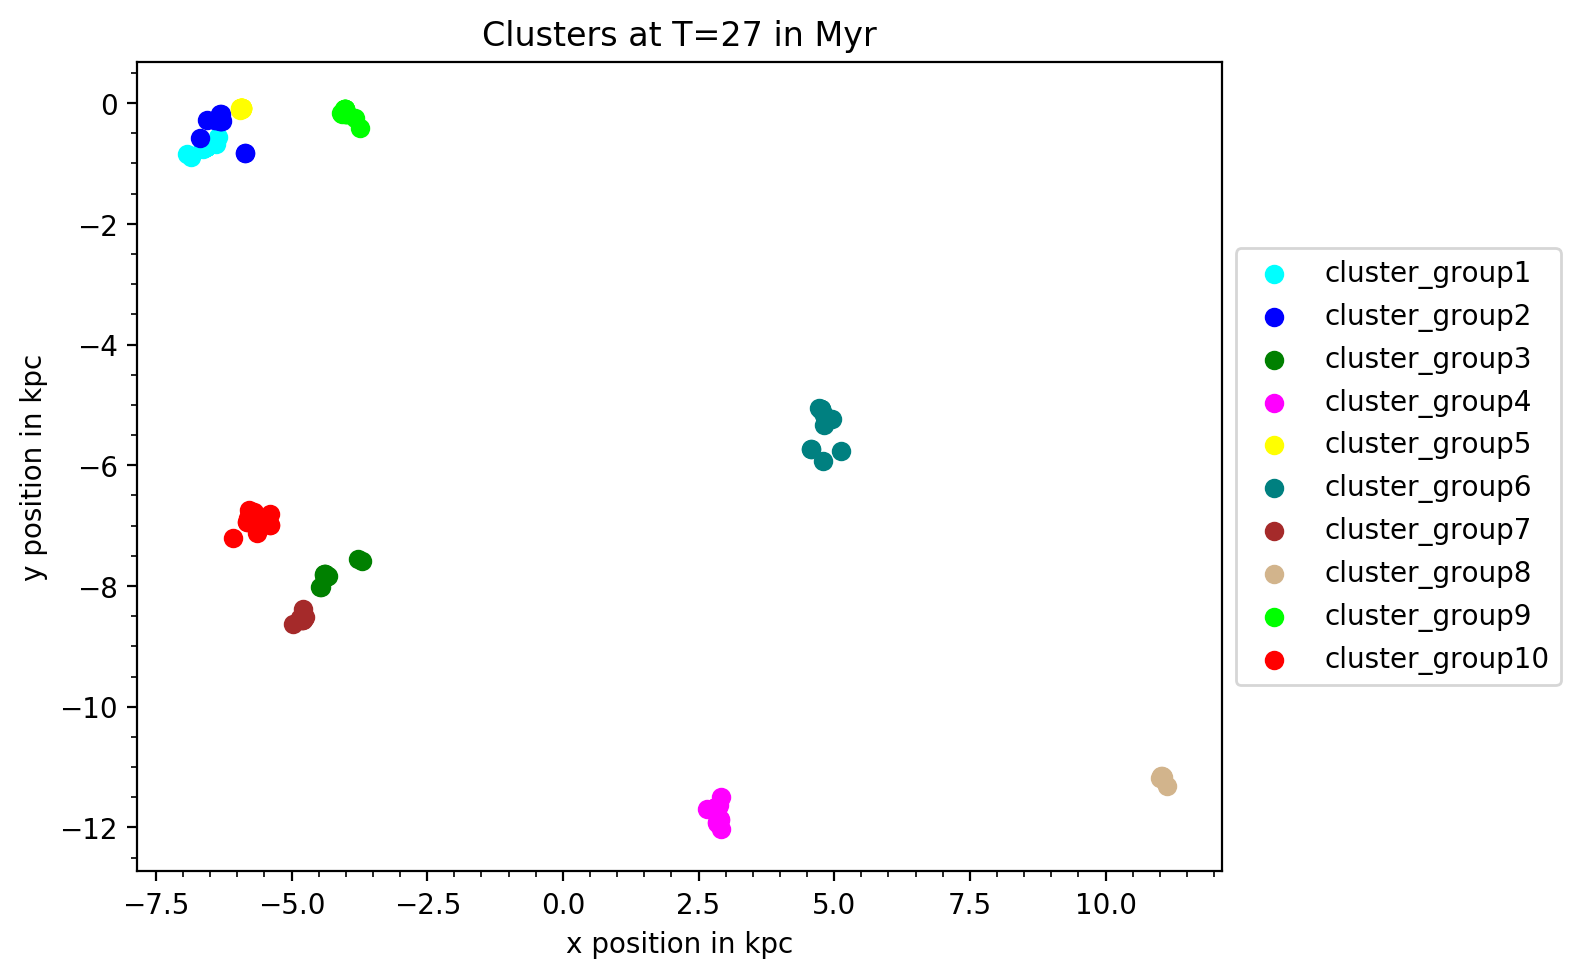 Clusters at T=27 in Myr
0
−2
−4
−6
−8
−10
−12
y position in kpc
−7.5 −5.0 −2.5 0.0 2.5 5.0 7.5 10.0
x position in kpc
cluster_group1
cluster_group2
cluster_group3
cluster_group4
cluster_group5
cluster_group6
cluster_group7
cluster_group8
cluster_group9
cluster_group10